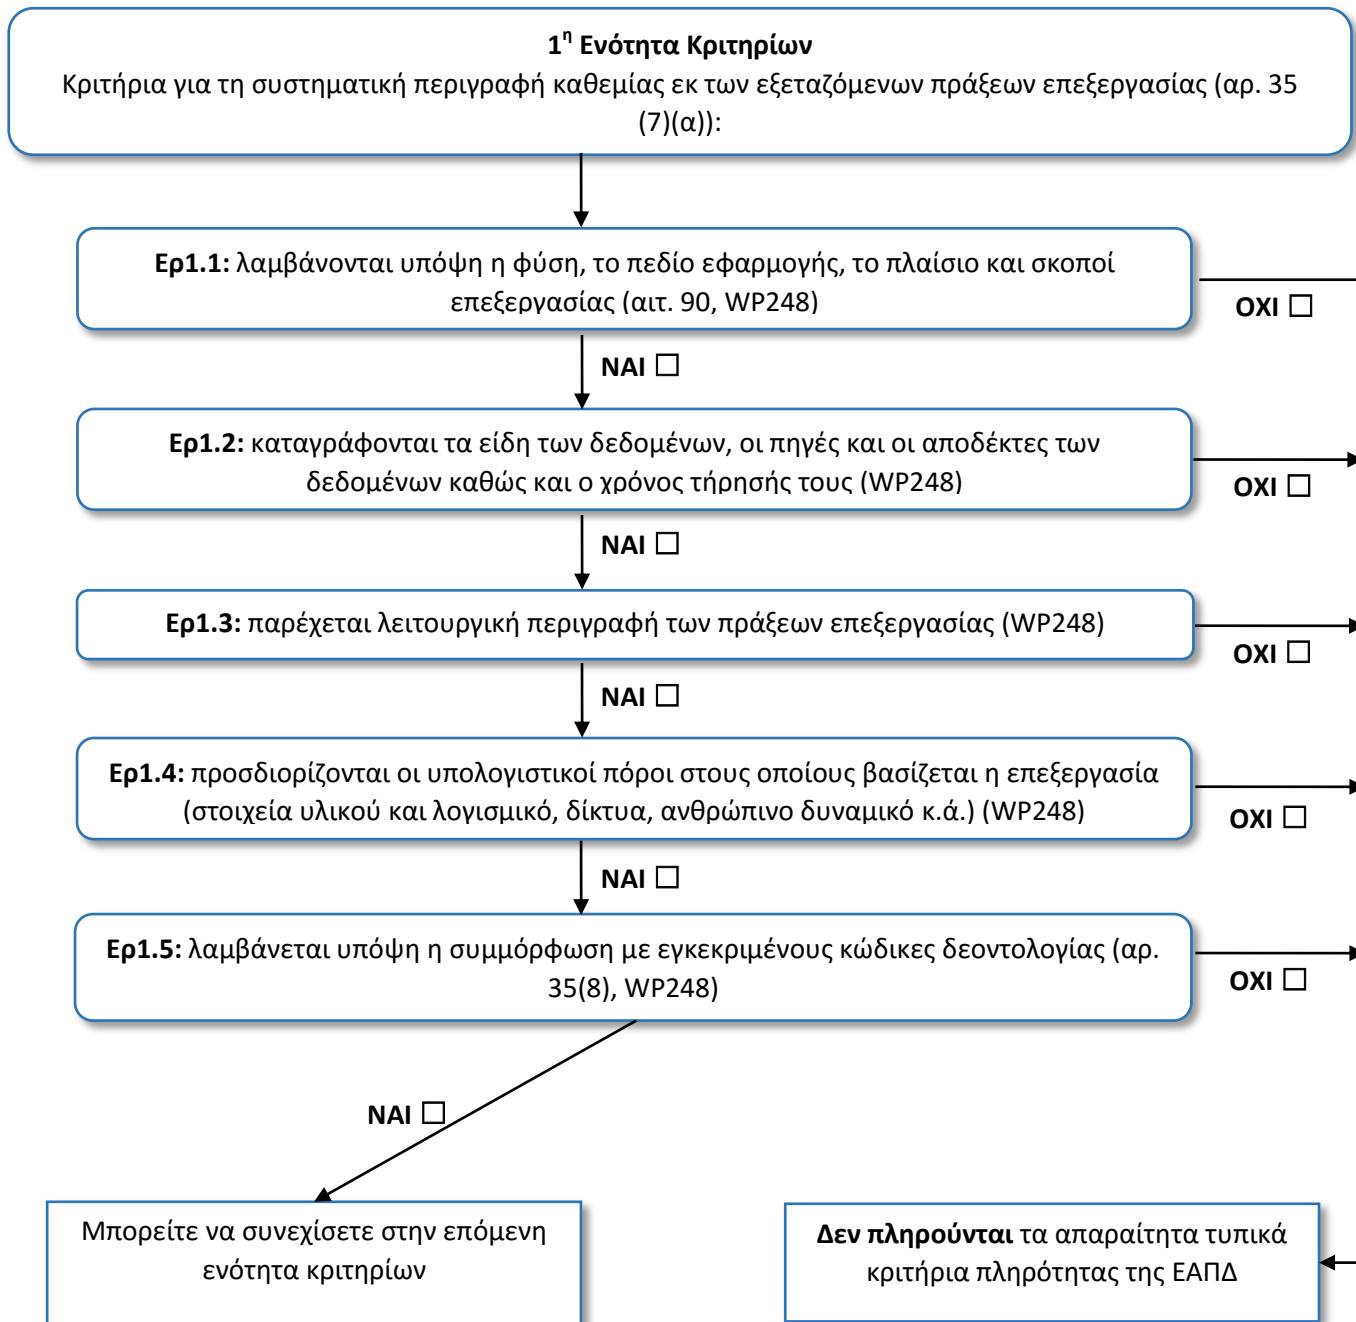 1η Ενότητα Κριτηρίων
Κριτήρια για τη συστηματική περιγραφή καθεμίας εκ των εξεταζόμενων πράξεων επεξεργασίας (αρ. 35
(7)(α)):
Ερ1.1: λαμβάνονται υπόψη η φύση, το πεδίο εφαρμογής, το πλαίσιο και σκοποί
επεξεργασίας (αιτ. 90, WP248)
ΟΧΙ ☐
ΝΑΙ ☐
Ερ1.2: καταγράφονται τα είδη των δεδομένων, οι πηγές και οι αποδέκτες των
δεδομένων καθώς και ο χρόνος τήρησής τους (WP248)
ΟΧΙ ☐
ΝΑΙ ☐
Ερ1.3: παρέχεται λειτουργική περιγραφή των πράξεων επεξεργασίας (WP248)
ΟΧΙ ☐
ΝΑΙ ☐
Ερ1.4: προσδιορίζονται οι υπολογιστικοί πόροι στους οποίους βασίζεται η επεξεργασία
(στοιχεία υλικού και λογισμικό, δίκτυα, ανθρώπινο δυναμικό κ.ά.) (WP248)
ΟΧΙ ☐
ΝΑΙ ☐
Ερ1.5: λαμβάνεται υπόψη η συμμόρφωση με εγκεκριμένους κώδικες δεοντολογίας (αρ.
35(8), WP248)
ΟΧΙ ☐
ΝΑΙ ☐
Μπορείτε να συνεχίσετε στην επόμενη
ενότητα κριτηρίων
Δεν πληρούνται τα απαραίτητα τυπικά
κριτήρια πληρότητας της ΕΑΠΔ